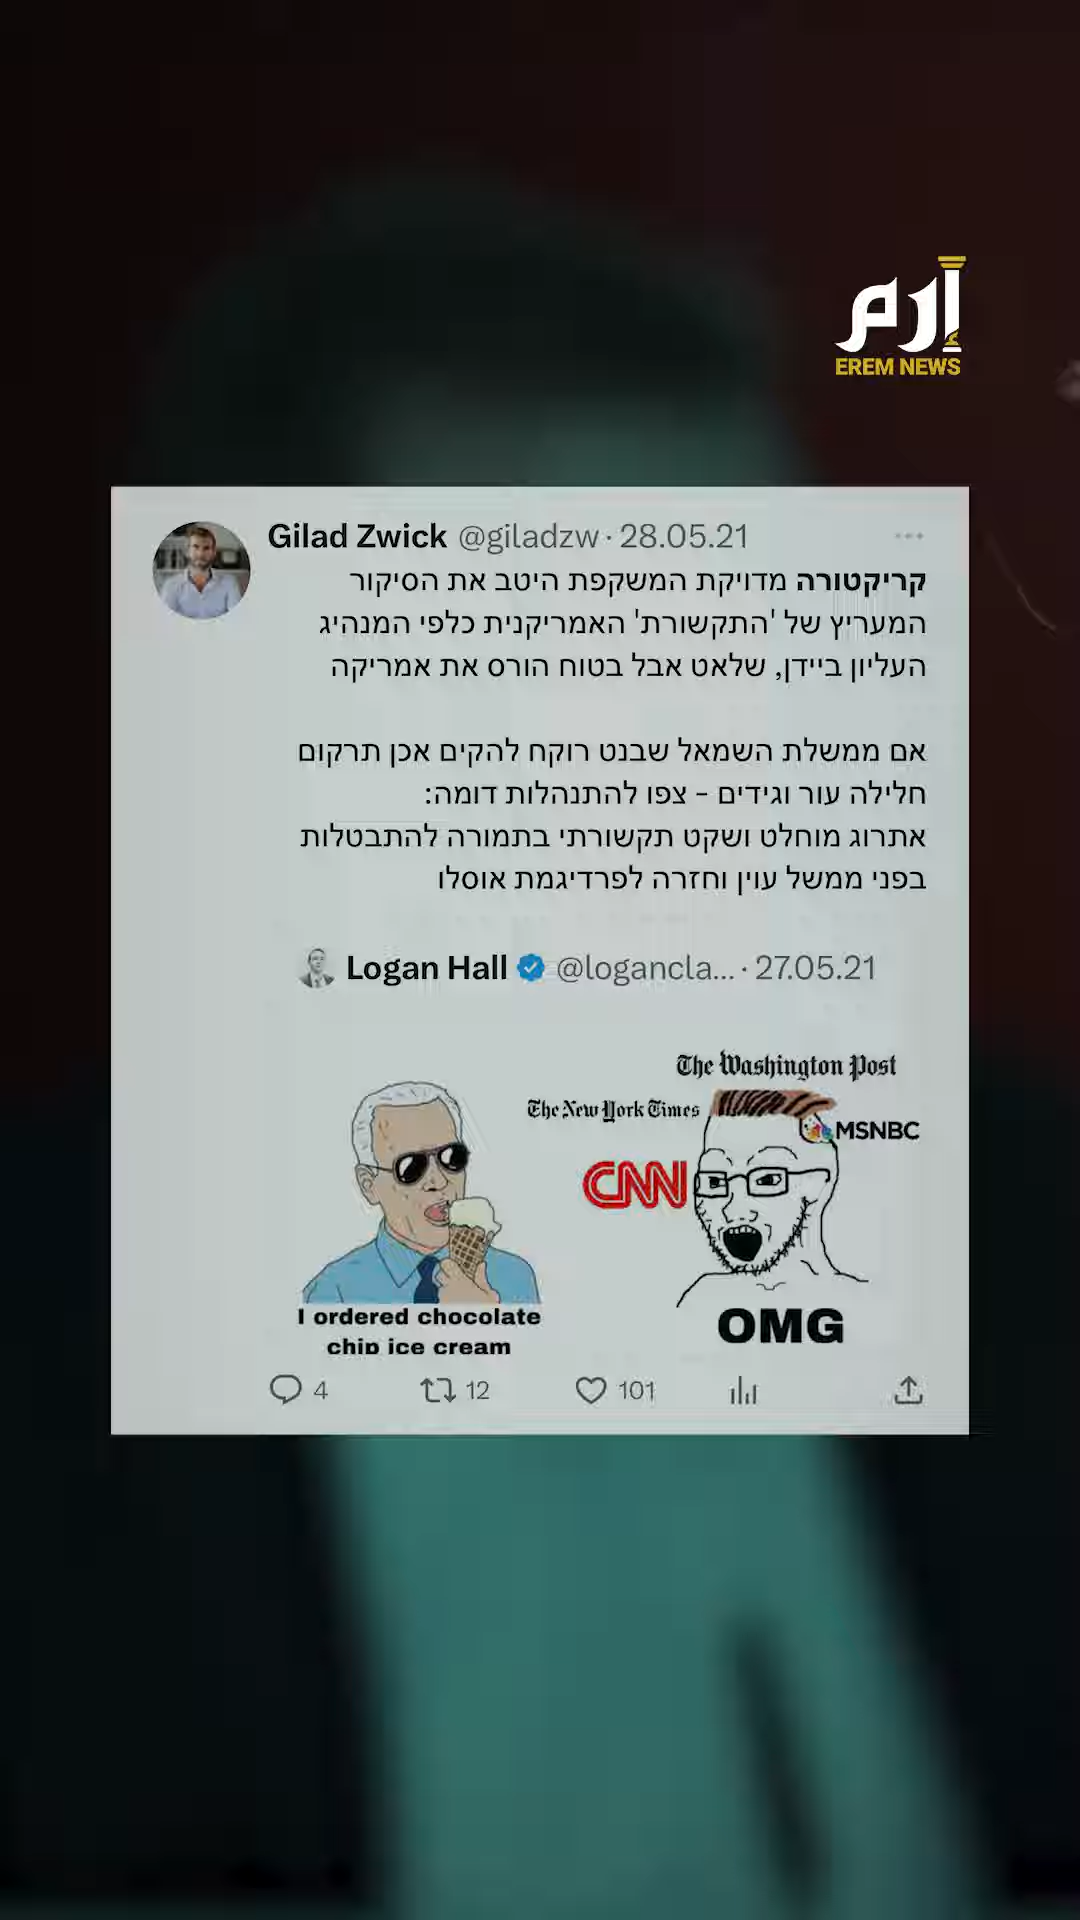 إرم
EREM NEWS
Gilad Zwick @giladzw · 28.05.21
קריקטורה מדויקת המשקפת היטב את הסיקור
המעריץ של 'התקשורת' האמריקנית כלפי המנהיג
העליון ביידן, שלאט אבל בטוח הורס את אמריקה
אם ממשלת השמאל שבנט רוקח להקים אכן תרקום
חלילה עור וגידים – צפו להתנהלות דומה:
אתרוג מוחלט ושקט תקשורתי בתמורה להתבטלות
בפני ממשל עוין וחזרה לפרדיגמת אוסלו
Logan Hall @logancla... · 27.05.21
The Washington Post
The New York Times
MSNBC
CNN
I ordered chocolate
chip ice cream
OMG
4 12 101